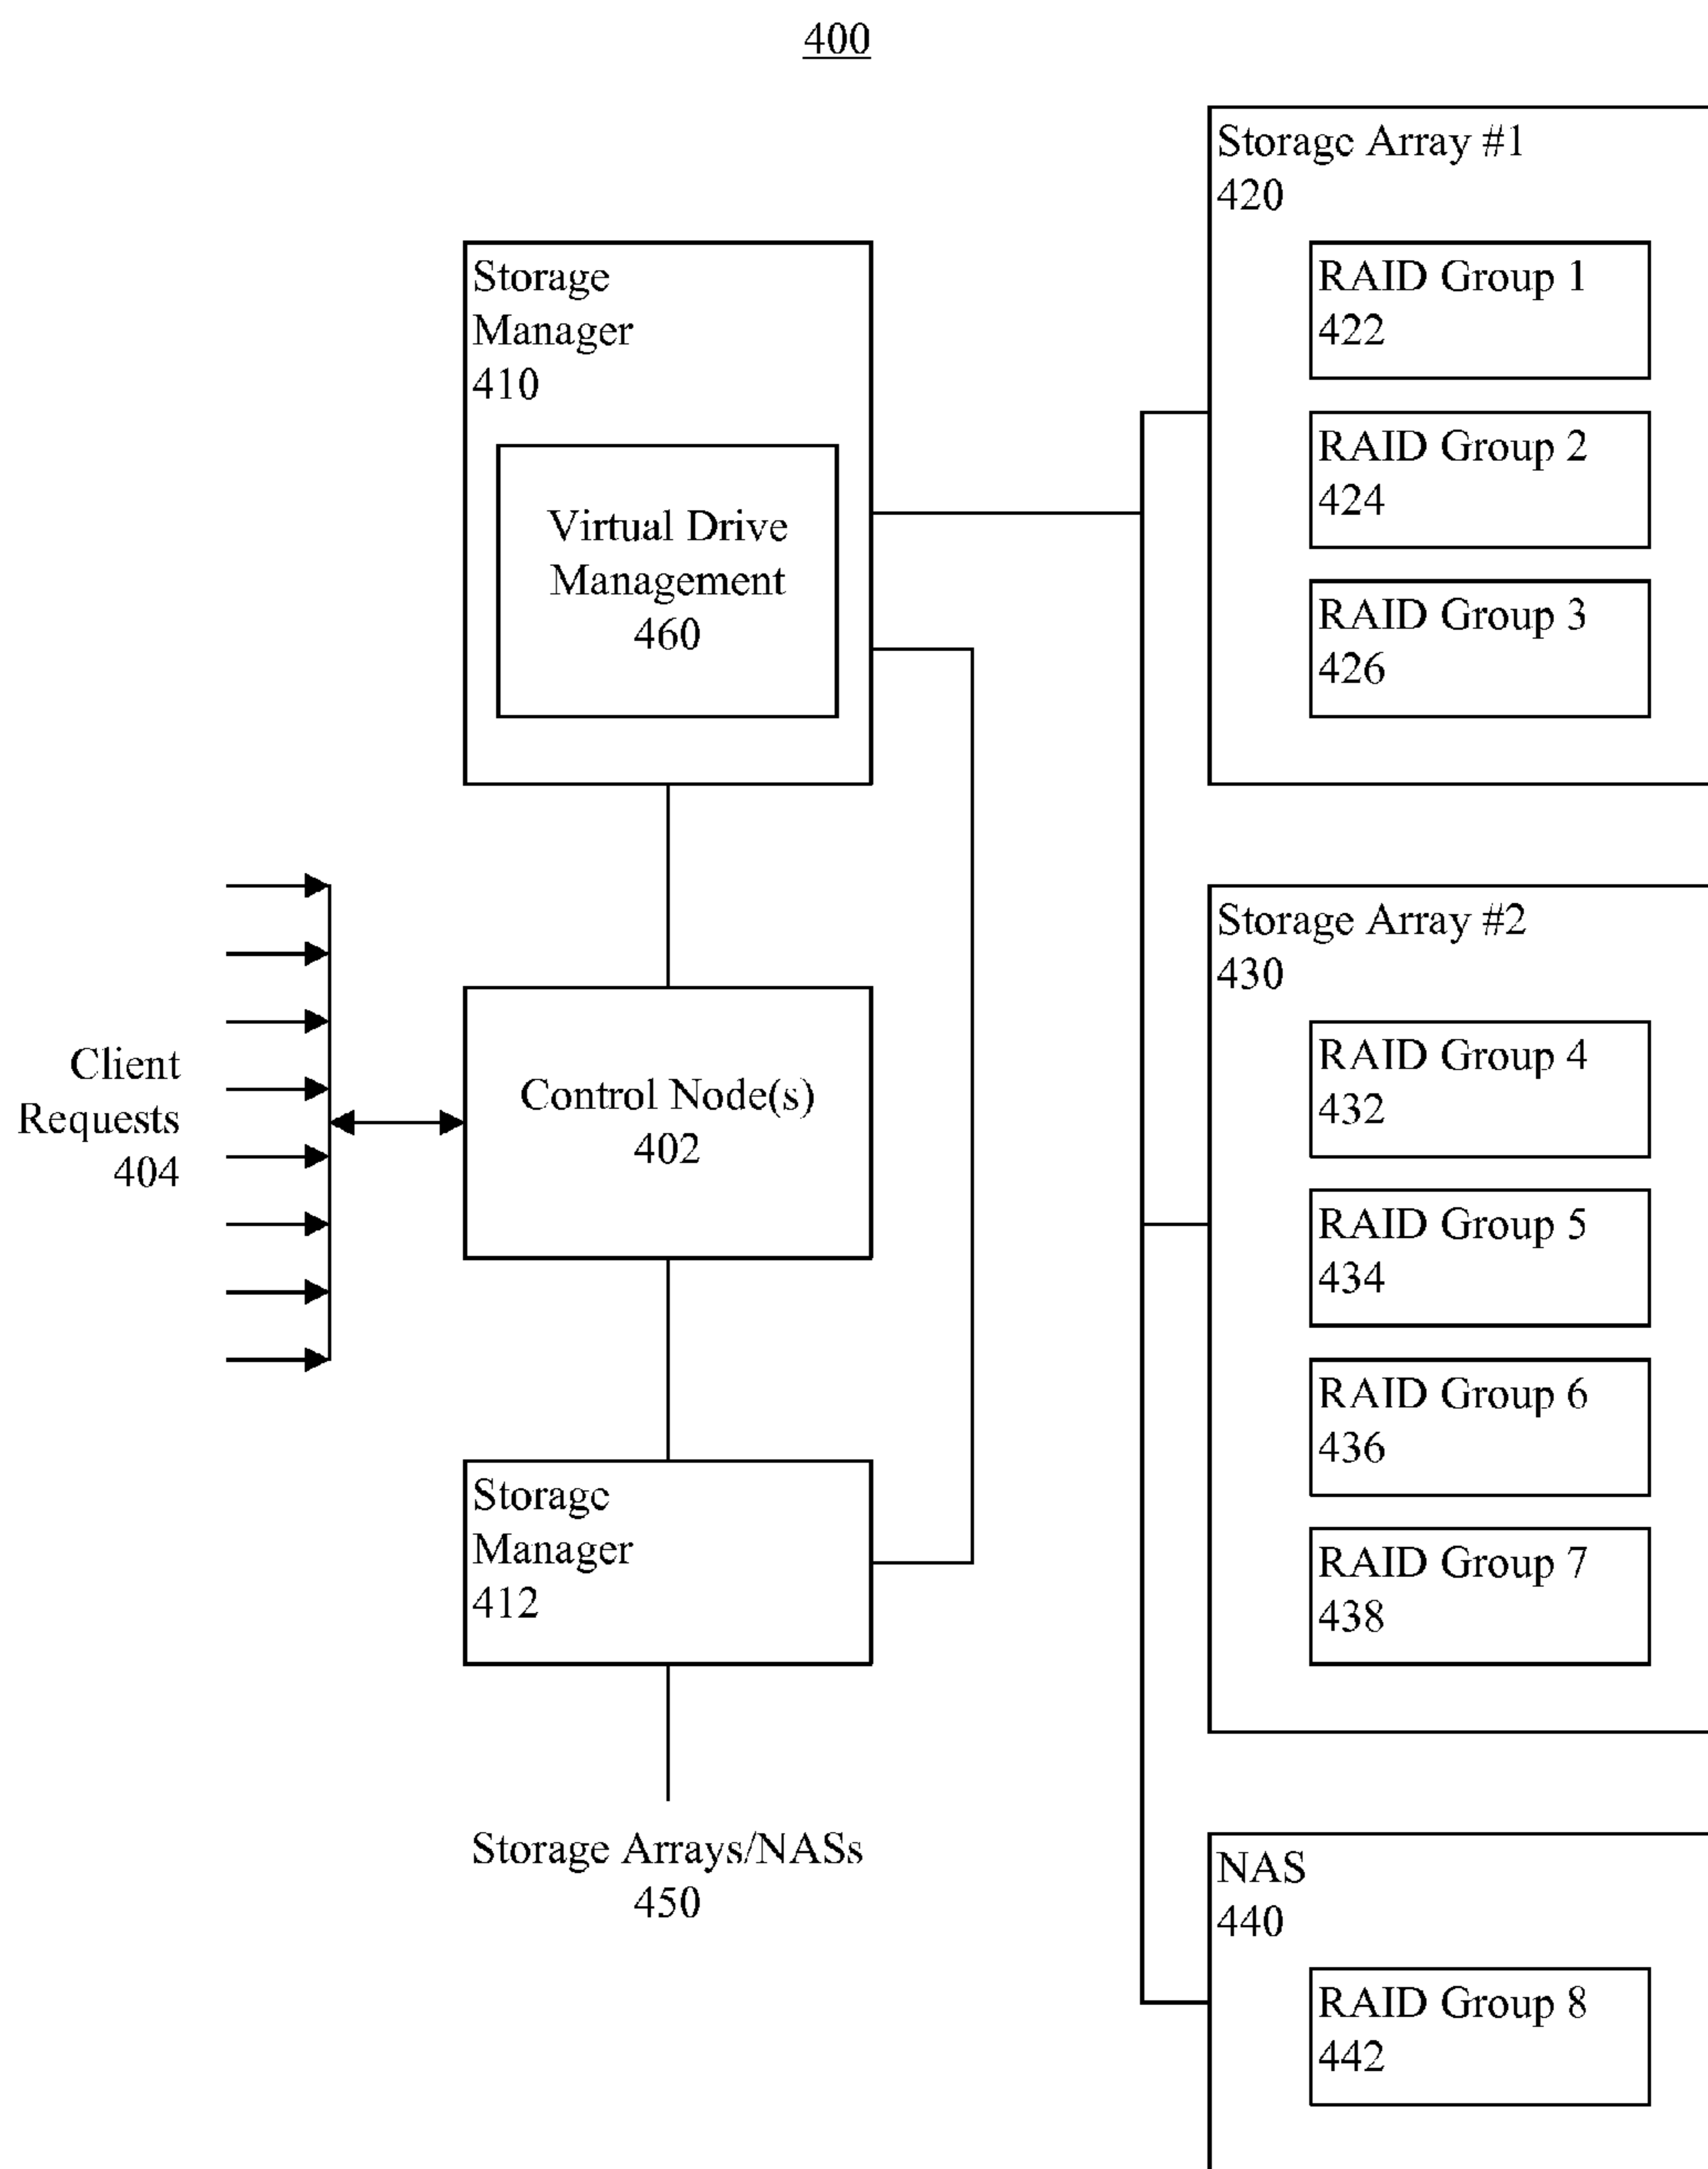 400
Storage Array #1
420
RAID Group 1
422
RAID Group 2
424
RAID Group 3
426
Storage
Manager
410
Virtual Drive
Management
460
Client
Requests
404
Control Node(s)
402
Storage Array #2
430
RAID Group 4
432
RAID Group 5
434
RAID Group 6
436
RAID Group 7
438
Storage
Manager
412
Storage Arrays/NASs
450
NAS
440
RAID Group 8
442